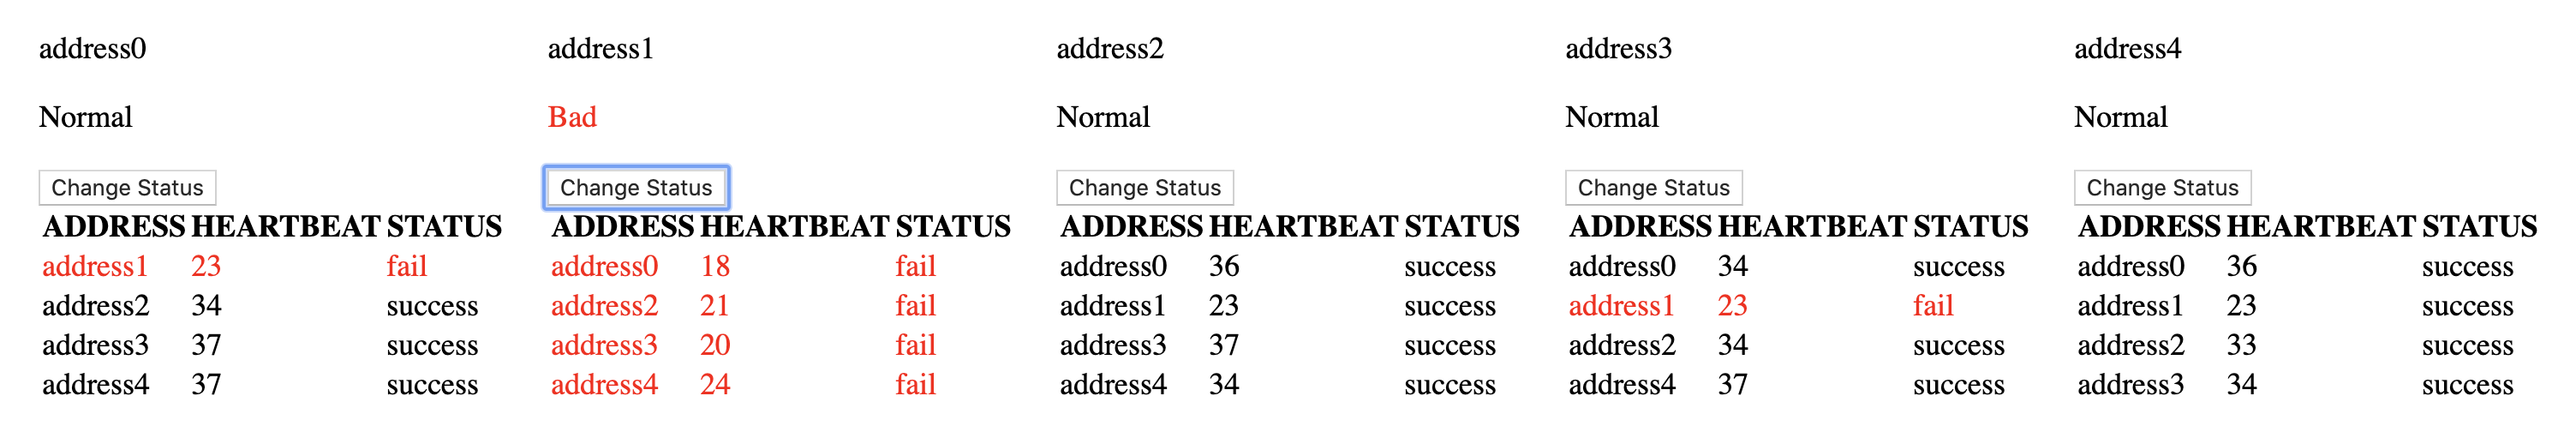 address0 address1 address2 address3 address4
Normal Bad Normal Normal Normal
Change Status Change Status Change Status Change Status Change Status
ADDRESS HEARTBEAT STATUS ADDRESS HEARTBEAT STATUS ADDRESS HEARTBEAT STATUS ADDRESS HEARTBEAT STATUS ADDRESS HEARTBEAT STATUS
address1 23 fail address0 18 fail address0 36 success address0 34 success address0 36 success
address2 34 success address2 21 fail address1 23 success address1 23 fail address1 23 success
address3 37 success address3 20 fail address3 37 success address2 34 success address2 33 success
address4 37 success address4 24 fail address4 34 success address4 37 success address3 34 success